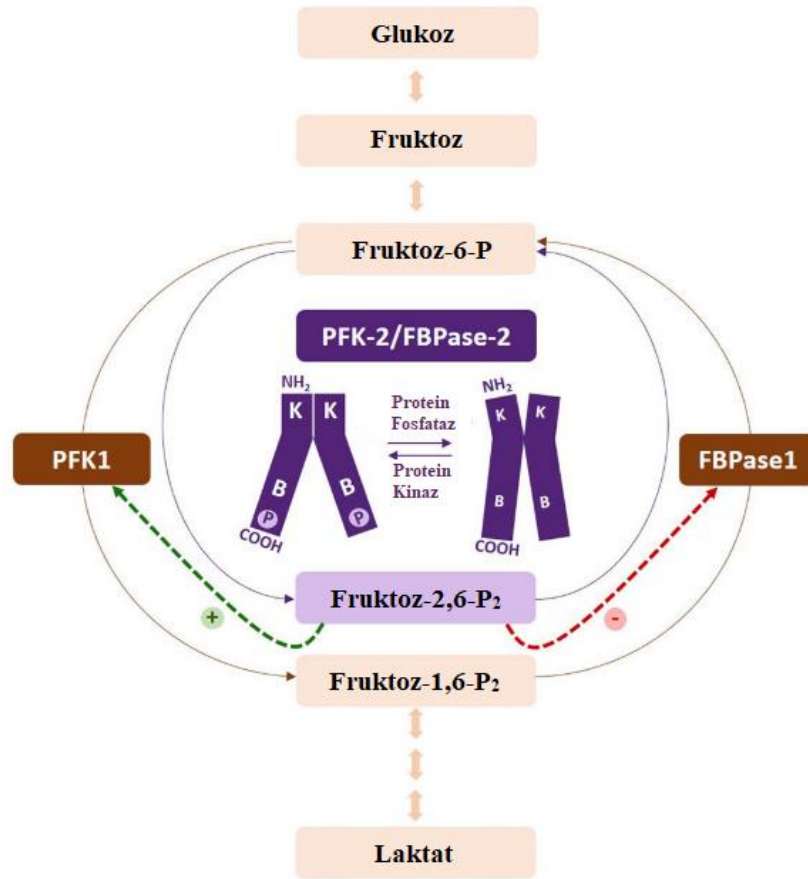 Glukoz
Fruktoz
Fruktoz-6-P
PFK-2/FBPase-2
NH₂
K K
B B
P P
COOH
Protein
Fosfataz
Protein
Kinaz
NH₂
K K
B B
COOH
PFK1
FBPase1
Fruktoz-2,6-P₂
+
-
Fruktoz-1,6-P₂
Laktat